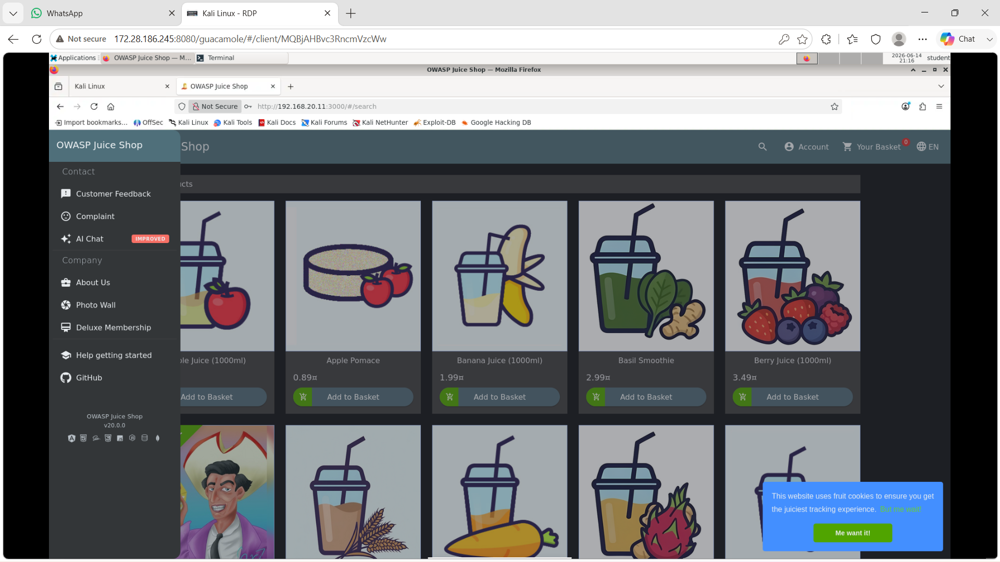 WhatsApp
Kali Linux - RDP
Not secure 172.28.186.245:8080/guacamole/#/client/MQBjAHBvc3RncmVzcWw
Chat
Applications
OWASP Juice Shop — M...
Terminal
2026-06-14
21:16
student
OWASP Juice Shop — Mozilla Firefox
Kali Linux
OWASP Juice Shop
Not Secure
http://192.168.20.11:3000/#/search
Import bookmarks...
OffSec
Kali Linux
Kali Tools
Kali Docs
Kali Forums
Kali NetHunter
Exploit-DB
Google Hacking DB
OWASP Juice Shop
Shop
Account
Your Basket
0
EN
Contact
Customer Feedback
Complaint
AI Chat
IMPROVED
Company
About Us
Photo Wall
Deluxe Membership
Help getting started
GitHub
OWASP Juice Shop
v20.0.0
ucts
ple Juice (1000ml)
Apple Pomace
Banana Juice (1000ml)
Basil Smoothie
Berry Juice (1000ml)
0.89¤
1.99¤
2.99¤
3.49¤
Add to Basket
Add to Basket
Add to Basket
Add to Basket
Add to Basket
This website uses fruit cookies to ensure you get
the juiciest tracking experience. But me wait!
Me want it!